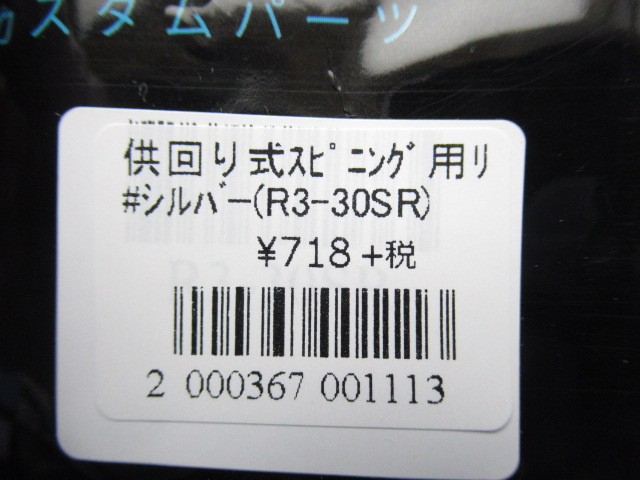 カスタムパーツ
供回り式ｽﾋﾟﾆﾝｸﾞ用ﾘ
#シルバー(R3-30SR)
¥718+税
2 000367 001113